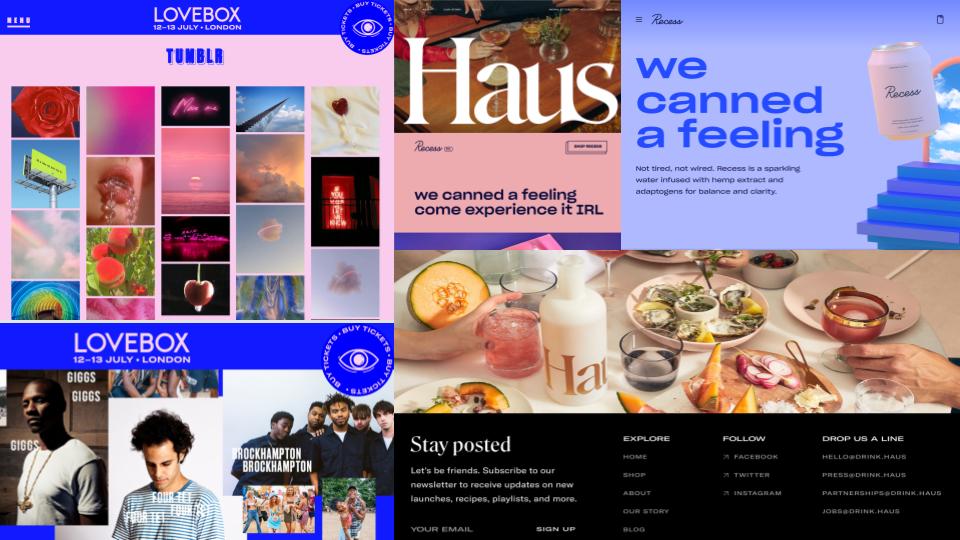 MENU
LOVEBOX
12–13 JULY • LONDON
BUY TICKETS • BUY TICKETS •
TUMBLR
LOVEBOX
12–13 JULY • LONDON
BUY TICKETS • BUY TICKETS •
GIGGS
GIGGS
GIGGS
FOUR TET
FOUR TET
FOUR TET
BROCKHAMPTON
BROCKHAMPTON
Haus
Recess
SHOP RECESS
we canned a feeling
come experience it IRL
Recess
we
canned
a feeling
Not tired, not wired. Recess is a sparkling
water infused with hemp extract and
adaptogens for balance and clarity.
Recess
Hau
Stay posted
Let's be friends. Subscribe to our
newsletter to receive updates on new
launches, recipes, playlists, and more.
YOUR EMAIL
SIGN UP
EXPLORE
HOME
SHOP
ABOUT
OUR STORY
BLOG
FOLLOW
FACEBOOK
TWITTER
INSTAGRAM
DROP US A LINE
HELLO@DRINK.HAUS
PRESS@DRINK.HAUS
PARTNERSHIPS@DRINK.HAUS
JOBS@DRINK.HAUS